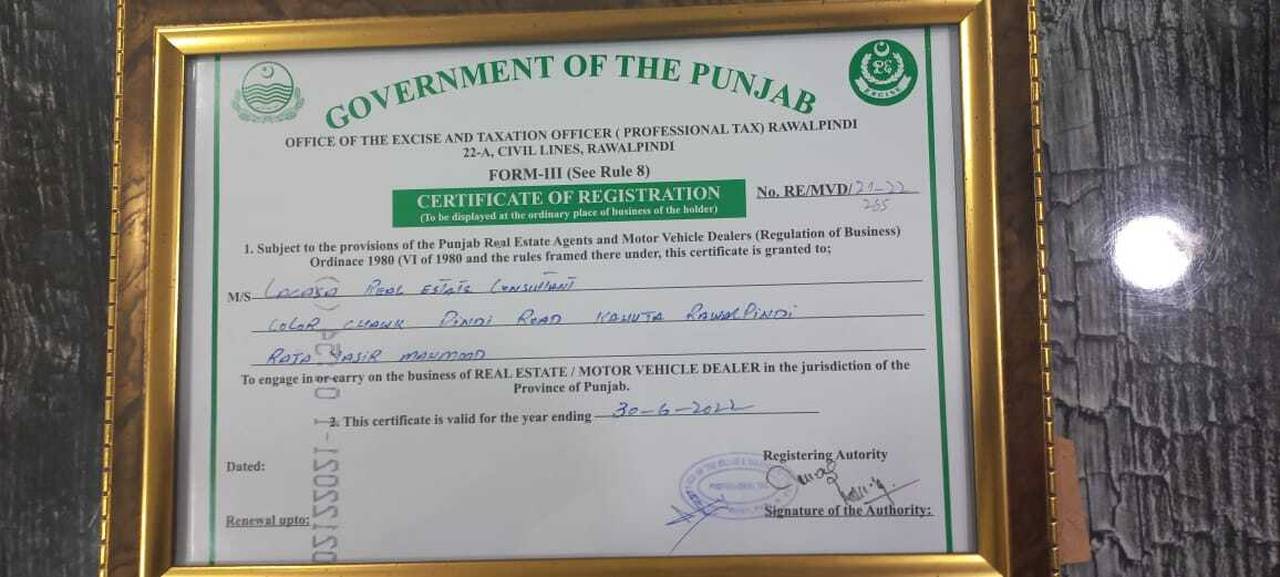 GOVERNMENT OF THE PUNJAB
EXCISE
OFFICE OF THE EXCISE AND TAXATION OFFICER ( PROFESSIONAL TAX) RAWALPINDI
22-A, CIVIL LINES, RAWALPINDI
FORM-III (See Rule 8)
CERTIFICATE OF REGISTRATION
(To be displayed at the ordinary place of business of the holder)
No. RE/MVD/21-22
265
1. Subject to the provisions of the Punjab Real Estate Agents and Motor Vehicle Dealers (Regulation of Business)
Ordinace 1980 (VI of 1980 and the rules framed there under, this certificate is granted to;
M/S Lacasa REAL ESTATE CONSULTANT
COLOR CHAWK PINDI ROAD KAHUTA RAWALPINDI
RAJA YASIR MAHMOOD
To engage in or carry on the business of REAL ESTATE / MOTOR VEHICLE DEALER in the jurisdiction of the
Province of Punjab.
2. This certificate is valid for the year ending 30-6-2022
Dated:
Registering Autority
Renewal upto:
Signature of the Authority: